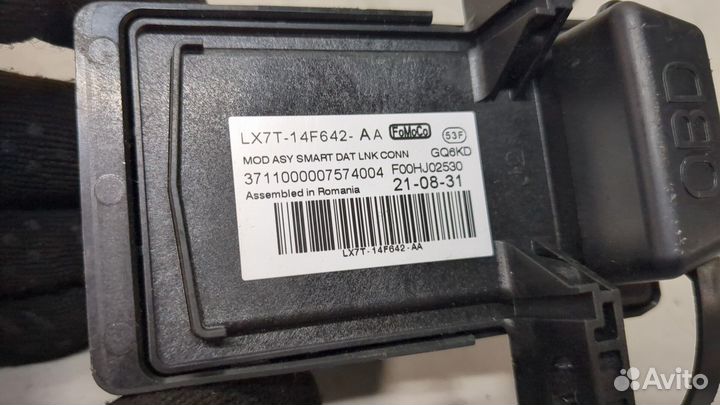 LX7T-14F642- AA FoMoCo 53F
MOD ASY SMART DAT LNK CONN GQ6KD
3711000007574004 F00HJ02530
Assembled in Romania 21-08-31
LX7T-14F642-AA
OBD
Avito